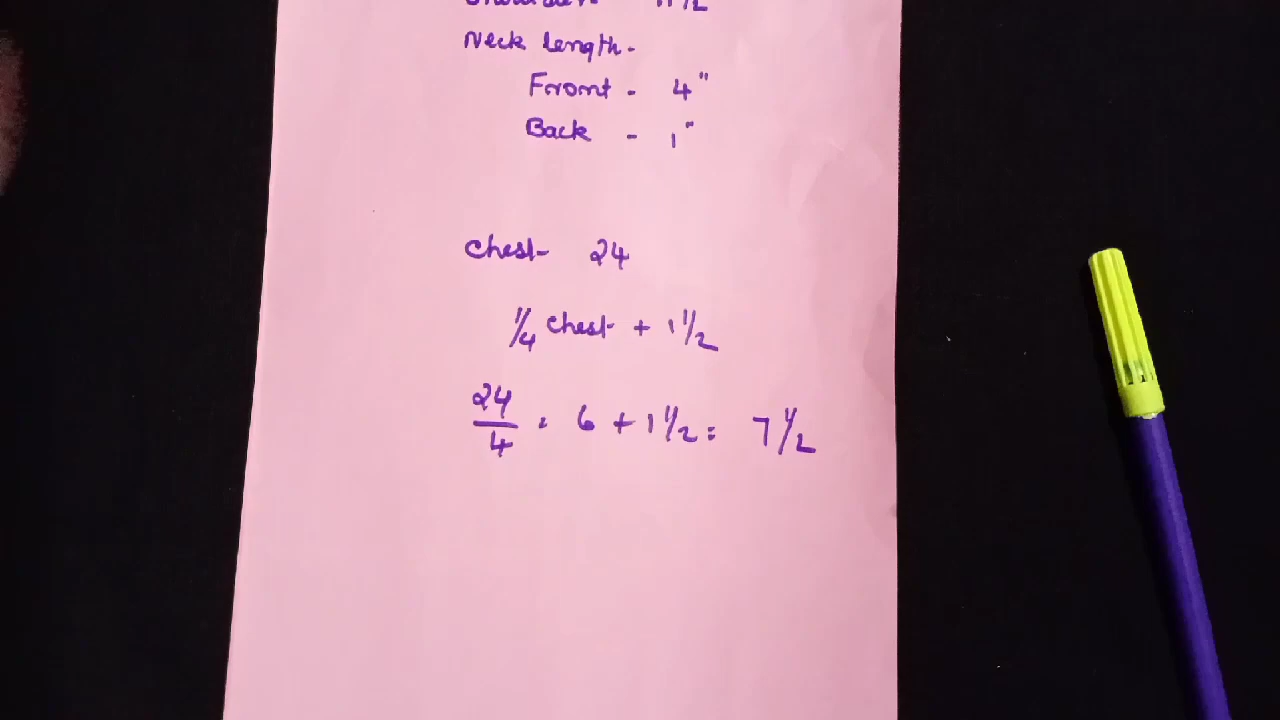 Neck length -
Front - 4"
Back - 1"
Chest- 24
1/4 chest + 1 1/2
24/4 = 6 + 1 1/2 = 7 1/2